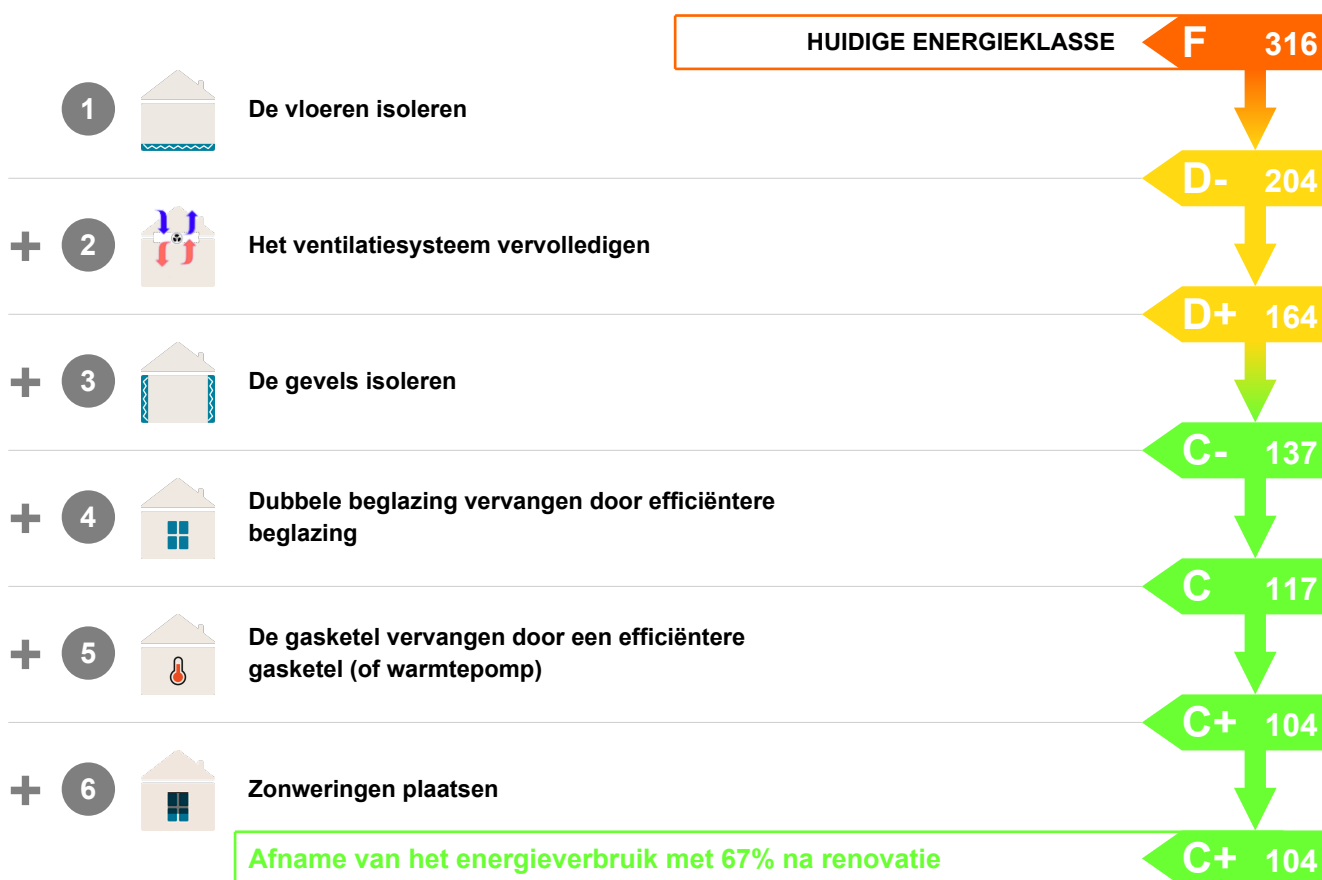 HUIDIGE ENERGIEKLASSE F 316
1 De vloeren isoleren
D- 204
+ 2 Het ventilatiesysteem vervolledigen
D+ 164
+ 3 De gevels isoleren
C- 137
+ 4 Dubbele beglazing vervangen door efficiëntere
beglazing
C 117
+ 5 De gasketel vervangen door een efficiëntere
gasketel (of warmtepomp)
C+ 104
+ 6 Zonweringen plaatsen
Afname van het energieverbruik met 67% na renovatie C+ 104